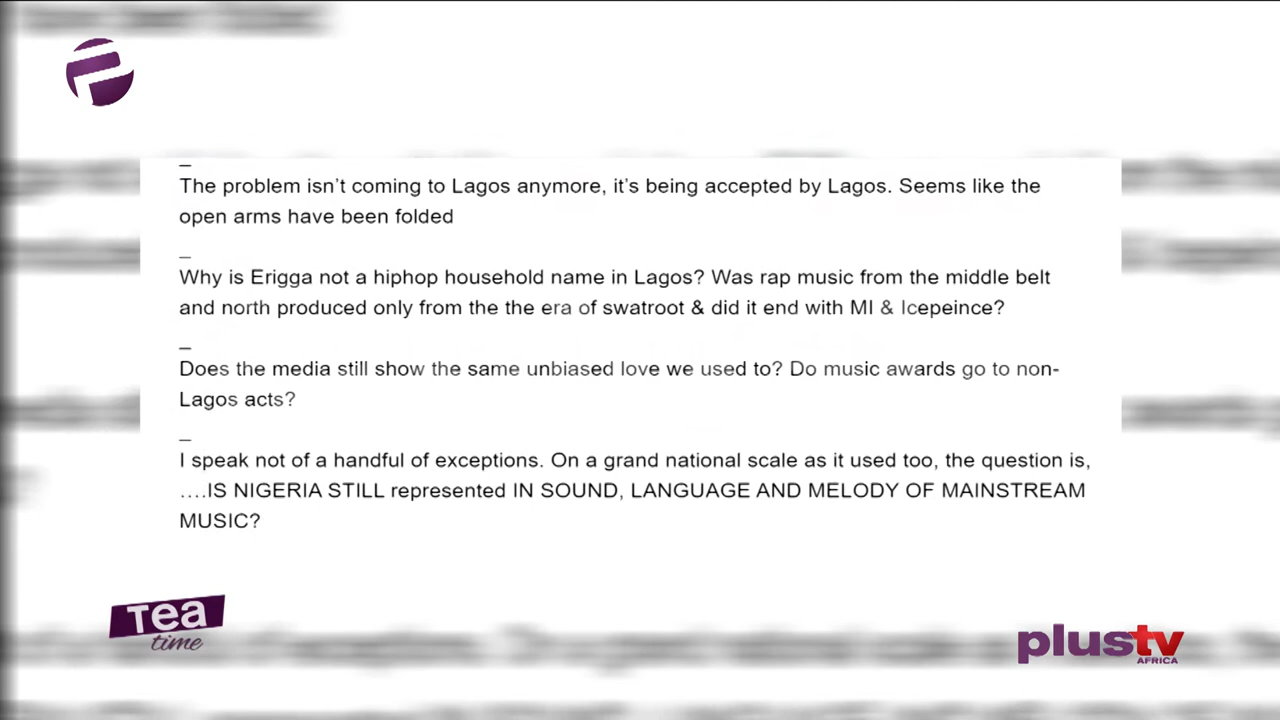 _
The problem isn't coming to Lagos anymore, it's being accepted by Lagos. Seems like the
open arms have been folded
_
Why is Erigga not a hiphop household name in Lagos? Was rap music from the middle belt
and north produced only from the the era of swatroot & did it end with MI & Icepeince?
_
Does the media still show the same unbiased love we used to? Do music awards go to non-
Lagos acts?
_
I speak not of a handful of exceptions. On a grand national scale as it used too, the question is,
....IS NIGERIA STILL represented IN SOUND, LANGUAGE AND MELODY OF MAINSTREAM
MUSIC?
Tea
time
plustv
AFRICA